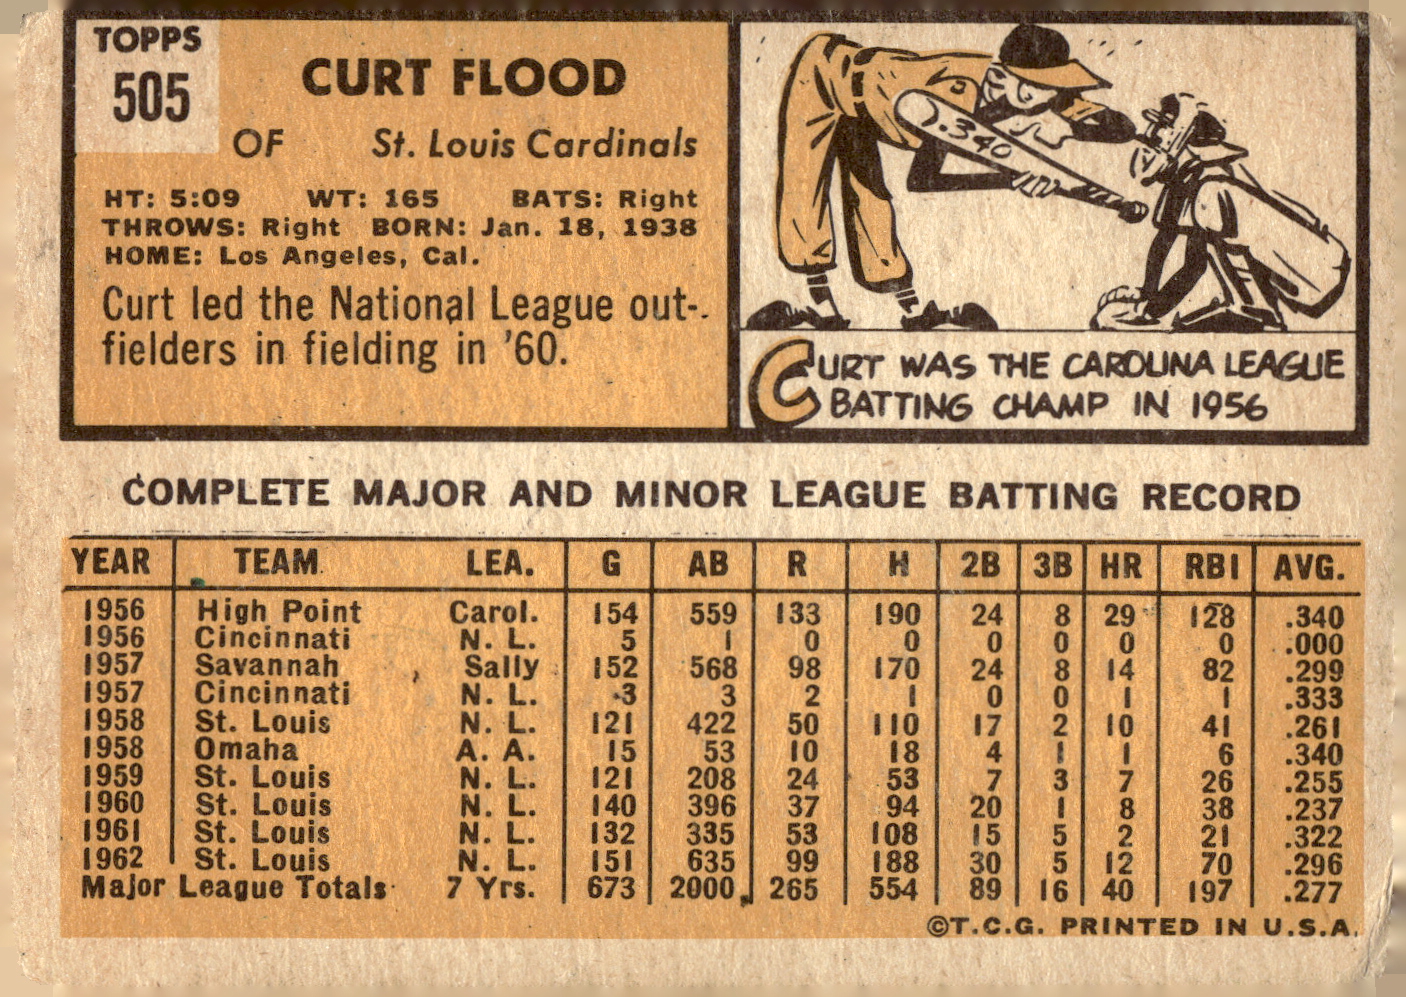 TOPPS
505
CURT FLOOD
OF St. Louis Cardinals
HT: 5:09 WT: 165 BATS: Right
THROWS: Right BORN: Jan. 18, 1938
HOME: Los Angeles, Cal.
Curt led the National League out-
fielders in fielding in '60.
.340
CURT WAS THE CAROLINA LEAGUE
BATTING CHAMP IN 1956
COMPLETE MAJOR AND MINOR LEAGUE BATTING RECORD
YEAR TEAM LEA. G AB R H 2B 3B HR RBI AVG.
1956 High Point Carol. 154 559 133 190 24 8 29 128 .340
1956 Cincinnati N. L. 5 1 0 0 0 0 0 0 .000
1957 Savannah Sally 152 568 98 170 24 8 14 82 .299
1957 Cincinnati N. L. 3 3 2 1 0 0 1 1 .333
1958 St. Louis N. L. 121 422 50 110 17 2 10 41 .261
1958 Omaha A. A. 15 53 10 18 4 1 1 6 .340
1959 St. Louis N. L. 121 208 24 53 7 3 7 26 .255
1960 St. Louis N. L. 140 396 37 94 20 1 8 38 .237
1961 St. Louis N. L. 132 335 53 108 15 5 2 21 .322
1962 St. Louis N. L. 151 635 99 188 30 5 12 70 .296
Major League Totals 7 Yrs. 673 2000 265 554 89 16 40 197 .277
©T.C.G. PRINTED IN U.S.A.